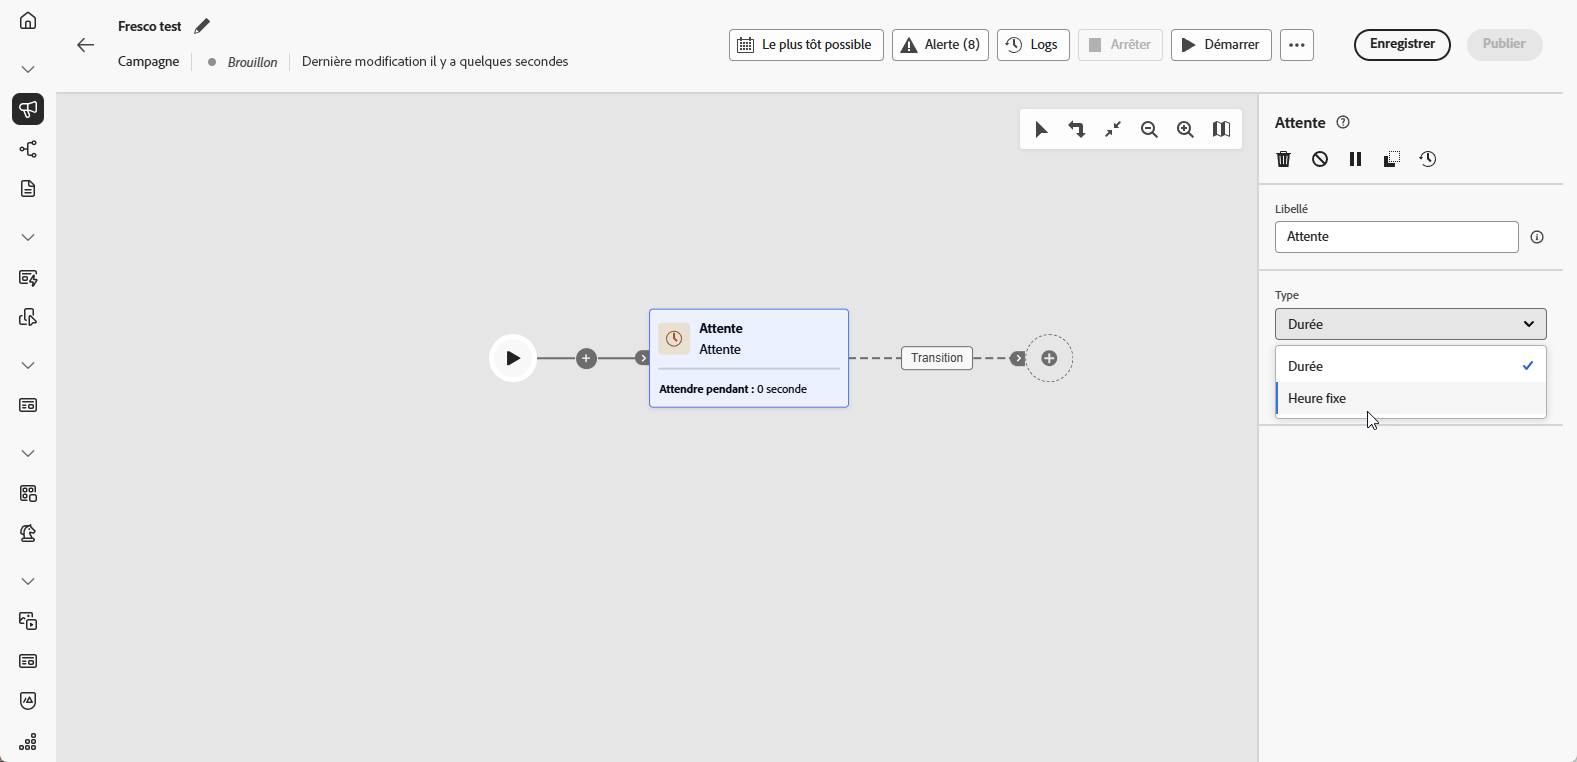 Fresco test
Campagne
Brouillon
Dernière modification il y a quelques secondes
Le plus tôt possible
Alerte (8)
Logs
Arrêter
Démarrer
Enregistrer
Publier
Attente
Attente
Attendre pendant : 0 seconde
Transition
Attente
Libellé
Attente
Type
Durée
Durée
Heure fixe